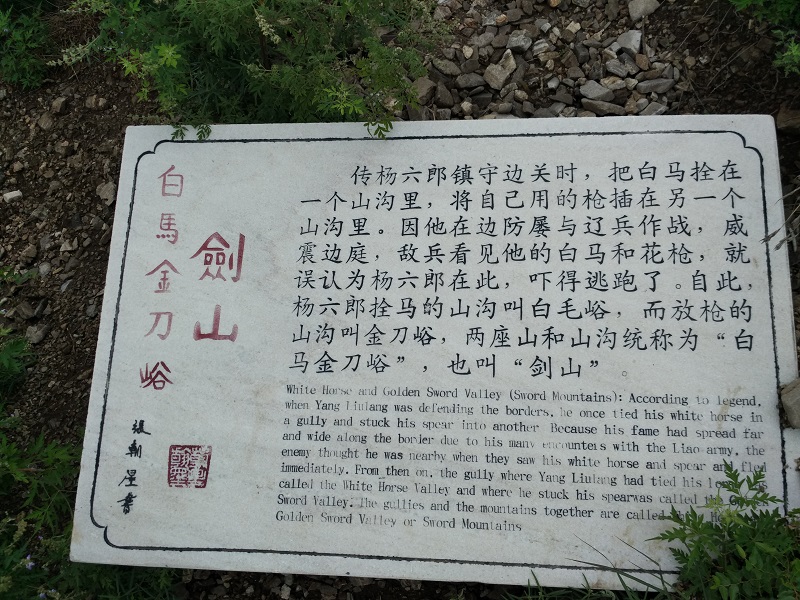 传杨六郎镇守边关时，把白马拴在
一个山沟里，将自己用的枪插在另一个
山沟里。因他在边防屡与辽兵作战，威
震边庭，敌兵看见他的白马和花枪，就
误认为杨六郎在此，吓得逃跑了。自此，
杨六郎拴马的山沟叫白毛峪，而放枪的
山沟叫金刀峪，两座山和山沟统称为“白
马金刀峪”，也叫“剑山”。
White Horse and Golden Sword Valley (Sword Mountains): According to legend,
when Yang Liulang was defending the borders, he once tied his white horse in
a gully and stuck his spear into another Because his fame had spread far
and wide along the border due to his many encounters with the Liao army, the
enemy thought he was nearby when they saw his white horse and spear and fled
immediately. From then on, the gully where Yang Liulang had tied his
called the White Horse Valley and where he stuck his spearwas called the
Sword Valley. The gullies and the mountains together are called
Golden Sword Valley or Sword Mountains
劍山
白馬金刀峪